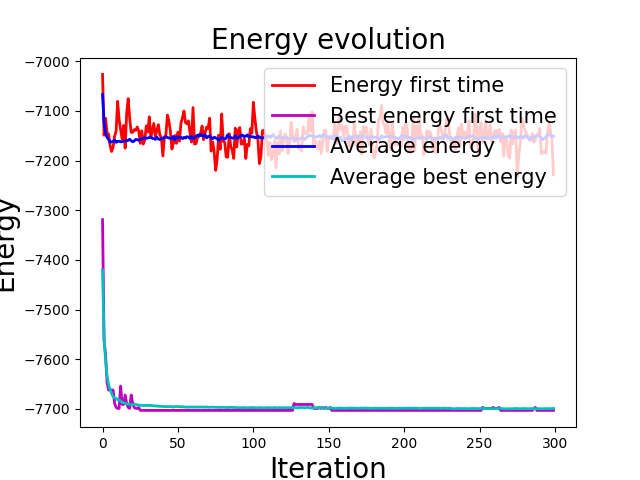 Energy evolution
−7000
−7100
−7200
−7300
−7400
−7500
−7600
−7700
Energy
Energy first time
Best energy first time
Average energy
Average best energy
0
50
100
150
200
250
300
Iteration